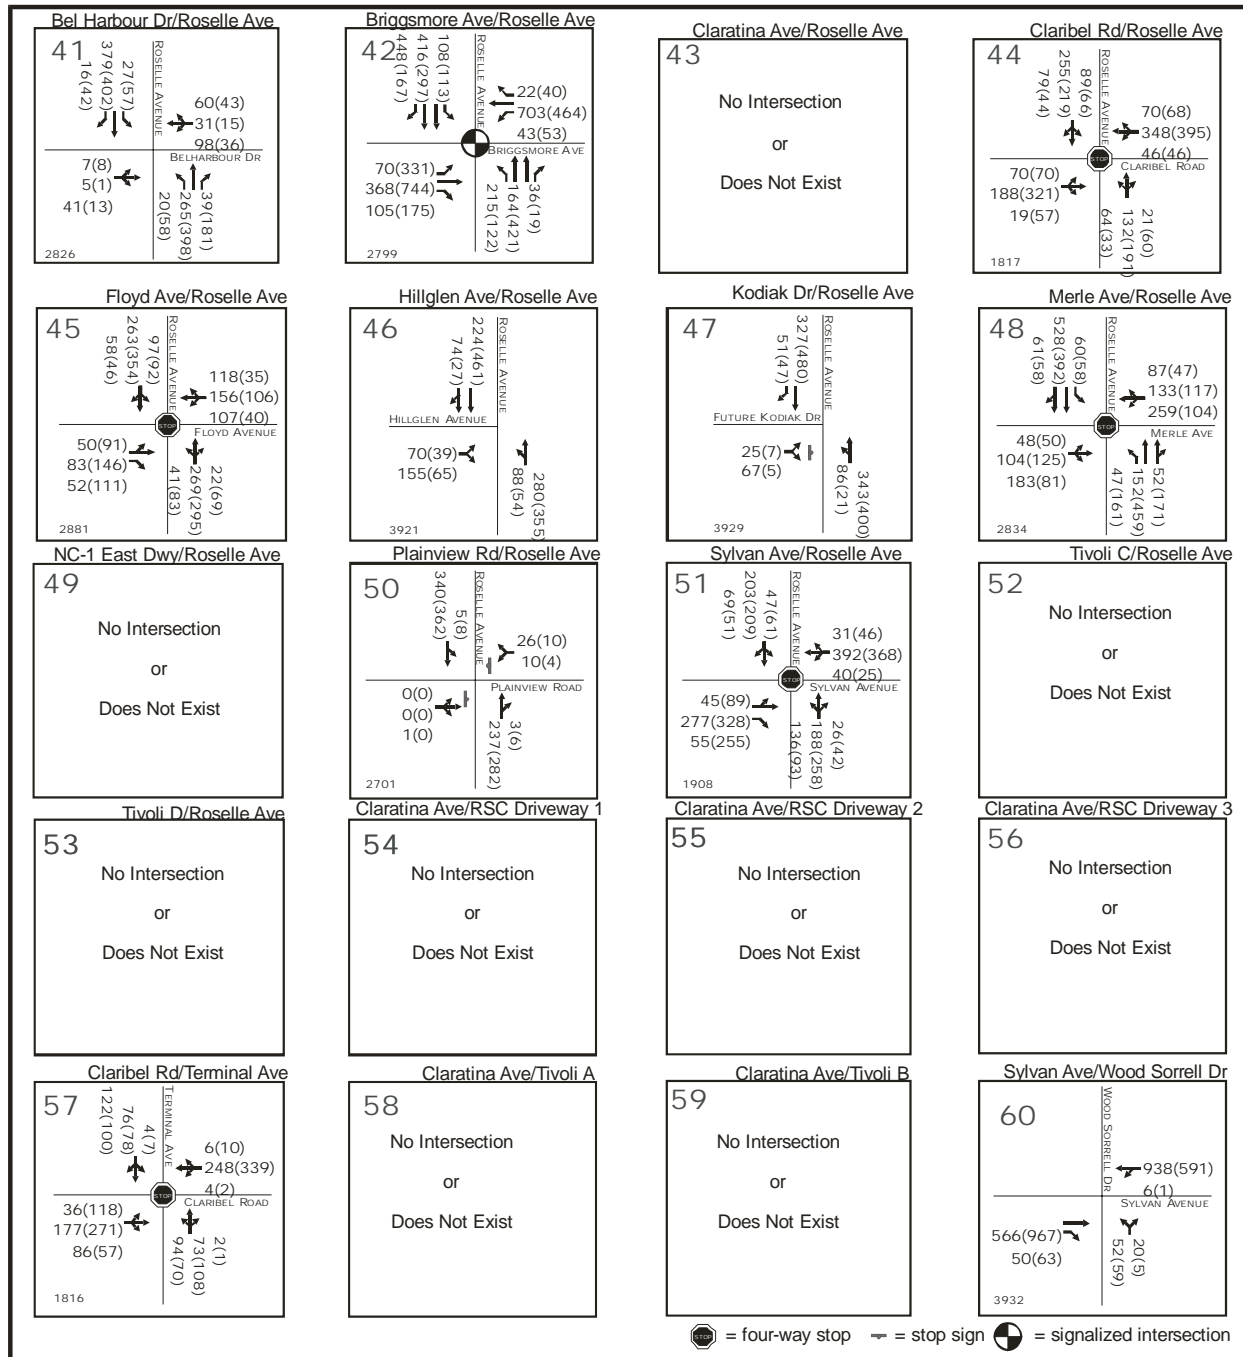 Bel Harbour Dr/Roselle Ave
41
16(42)
379(402)
27(57)
ROSELLE AVENUE
60(43)
31(15)
98(36)
BELHARBOUR DR
7(8)
5(1)
41(13)
20(58)
265(398)
39(181)
2826
Briggsmore Ave/Roselle Ave
42
448(167)
416(297)
108(113)
ROSELLE AVENUE
22(40)
703(464)
43(53)
BRIGGSMORE AVE
70(331)
368(744)
105(175)
215(122)
164(421)
36(19)
2799
Claratina Ave/Roselle Ave
43
No Intersection
or
Does Not Exist
Claribel Rd/Roselle Ave
44
79(44)
255(219)
89(66)
ROSELLE AVENUE
70(68)
348(395)
46(46)
STOP
CLARIBEL ROAD
70(70)
188(321)
19(57)
64(33)
132(191)
21(60)
1817
Floyd Ave/Roselle Ave
45
58(46)
263(354)
97(92)
ROSELLE AVENUE
118(35)
156(106)
107(40)
STOP
FLOYD AVENUE
50(91)
83(146)
52(111)
41(83)
269(295)
22(69)
2881
Hillglen Ave/Roselle Ave
46
74(27)
224(461)
ROSELLE AVENUE
HILLGLEN AVENUE
70(39)
155(65)
88(54)
280(355)
3921
Kodiak Dr/Roselle Ave
47
51(47)
327(480)
ROSELLE AVENUE
FUTURE KODIAK DR
25(7)
67(5)
86(21)
343(400)
3929
Merle Ave/Roselle Ave
48
61(58)
528(392)
60(58)
ROSELLE AVENUE
87(47)
133(117)
259(104)
STOP
MERLE AVE
48(50)
104(125)
183(81)
47(161)
152(459)
52(171)
2834
NC-1 East Dwy/Roselle Ave
49
No Intersection
or
Does Not Exist
Plainview Rd/Roselle Ave
50
340(362)
5(8)
ROSELLE AVENUE
26(10)
10(4)
PLAINVIEW ROAD
0(0)
0(0)
1(0)
237(282)
3(6)
2701
Sylvan Ave/Roselle Ave
51
69(51)
203(209)
47(61)
ROSELLE AVENUE
31(46)
392(368)
40(25)
STOP
SYLVAN AVENUE
45(89)
277(328)
55(255)
136(93)
188(258)
26(42)
1908
Tivoli C/Roselle Ave
52
No Intersection
or
Does Not Exist
Tivoli D/Roselle Ave
53
No Intersection
or
Does Not Exist
Claratina Ave/RSC Driveway 1
54
No Intersection
or
Does Not Exist
Claratina Ave/RSC Driveway 2
55
No Intersection
or
Does Not Exist
Claratina Ave/RSC Driveway 3
56
No Intersection
or
Does Not Exist
Claribel Rd/Terminal Ave
57
122(100)
76(78)
4(7)
TERMINAL AVE
6(10)
248(339)
4(2)
STOP
CLARIBEL ROAD
36(118)
177(271)
86(57)
94(70)
73(108)
2(1)
1816
Claratina Ave/Tivoli A
58
No Intersection
or
Does Not Exist
Claratina Ave/Tivoli B
59
No Intersection
or
Does Not Exist
Sylvan Ave/Wood Sorrell Dr
60
WOOD SORRELL DR
938(591)
6(1)
SYLVAN AVENUE
566(967)
50(63)
52(59)
20(5)
3932
STOP = four-way stop = stop sign = signalized intersection